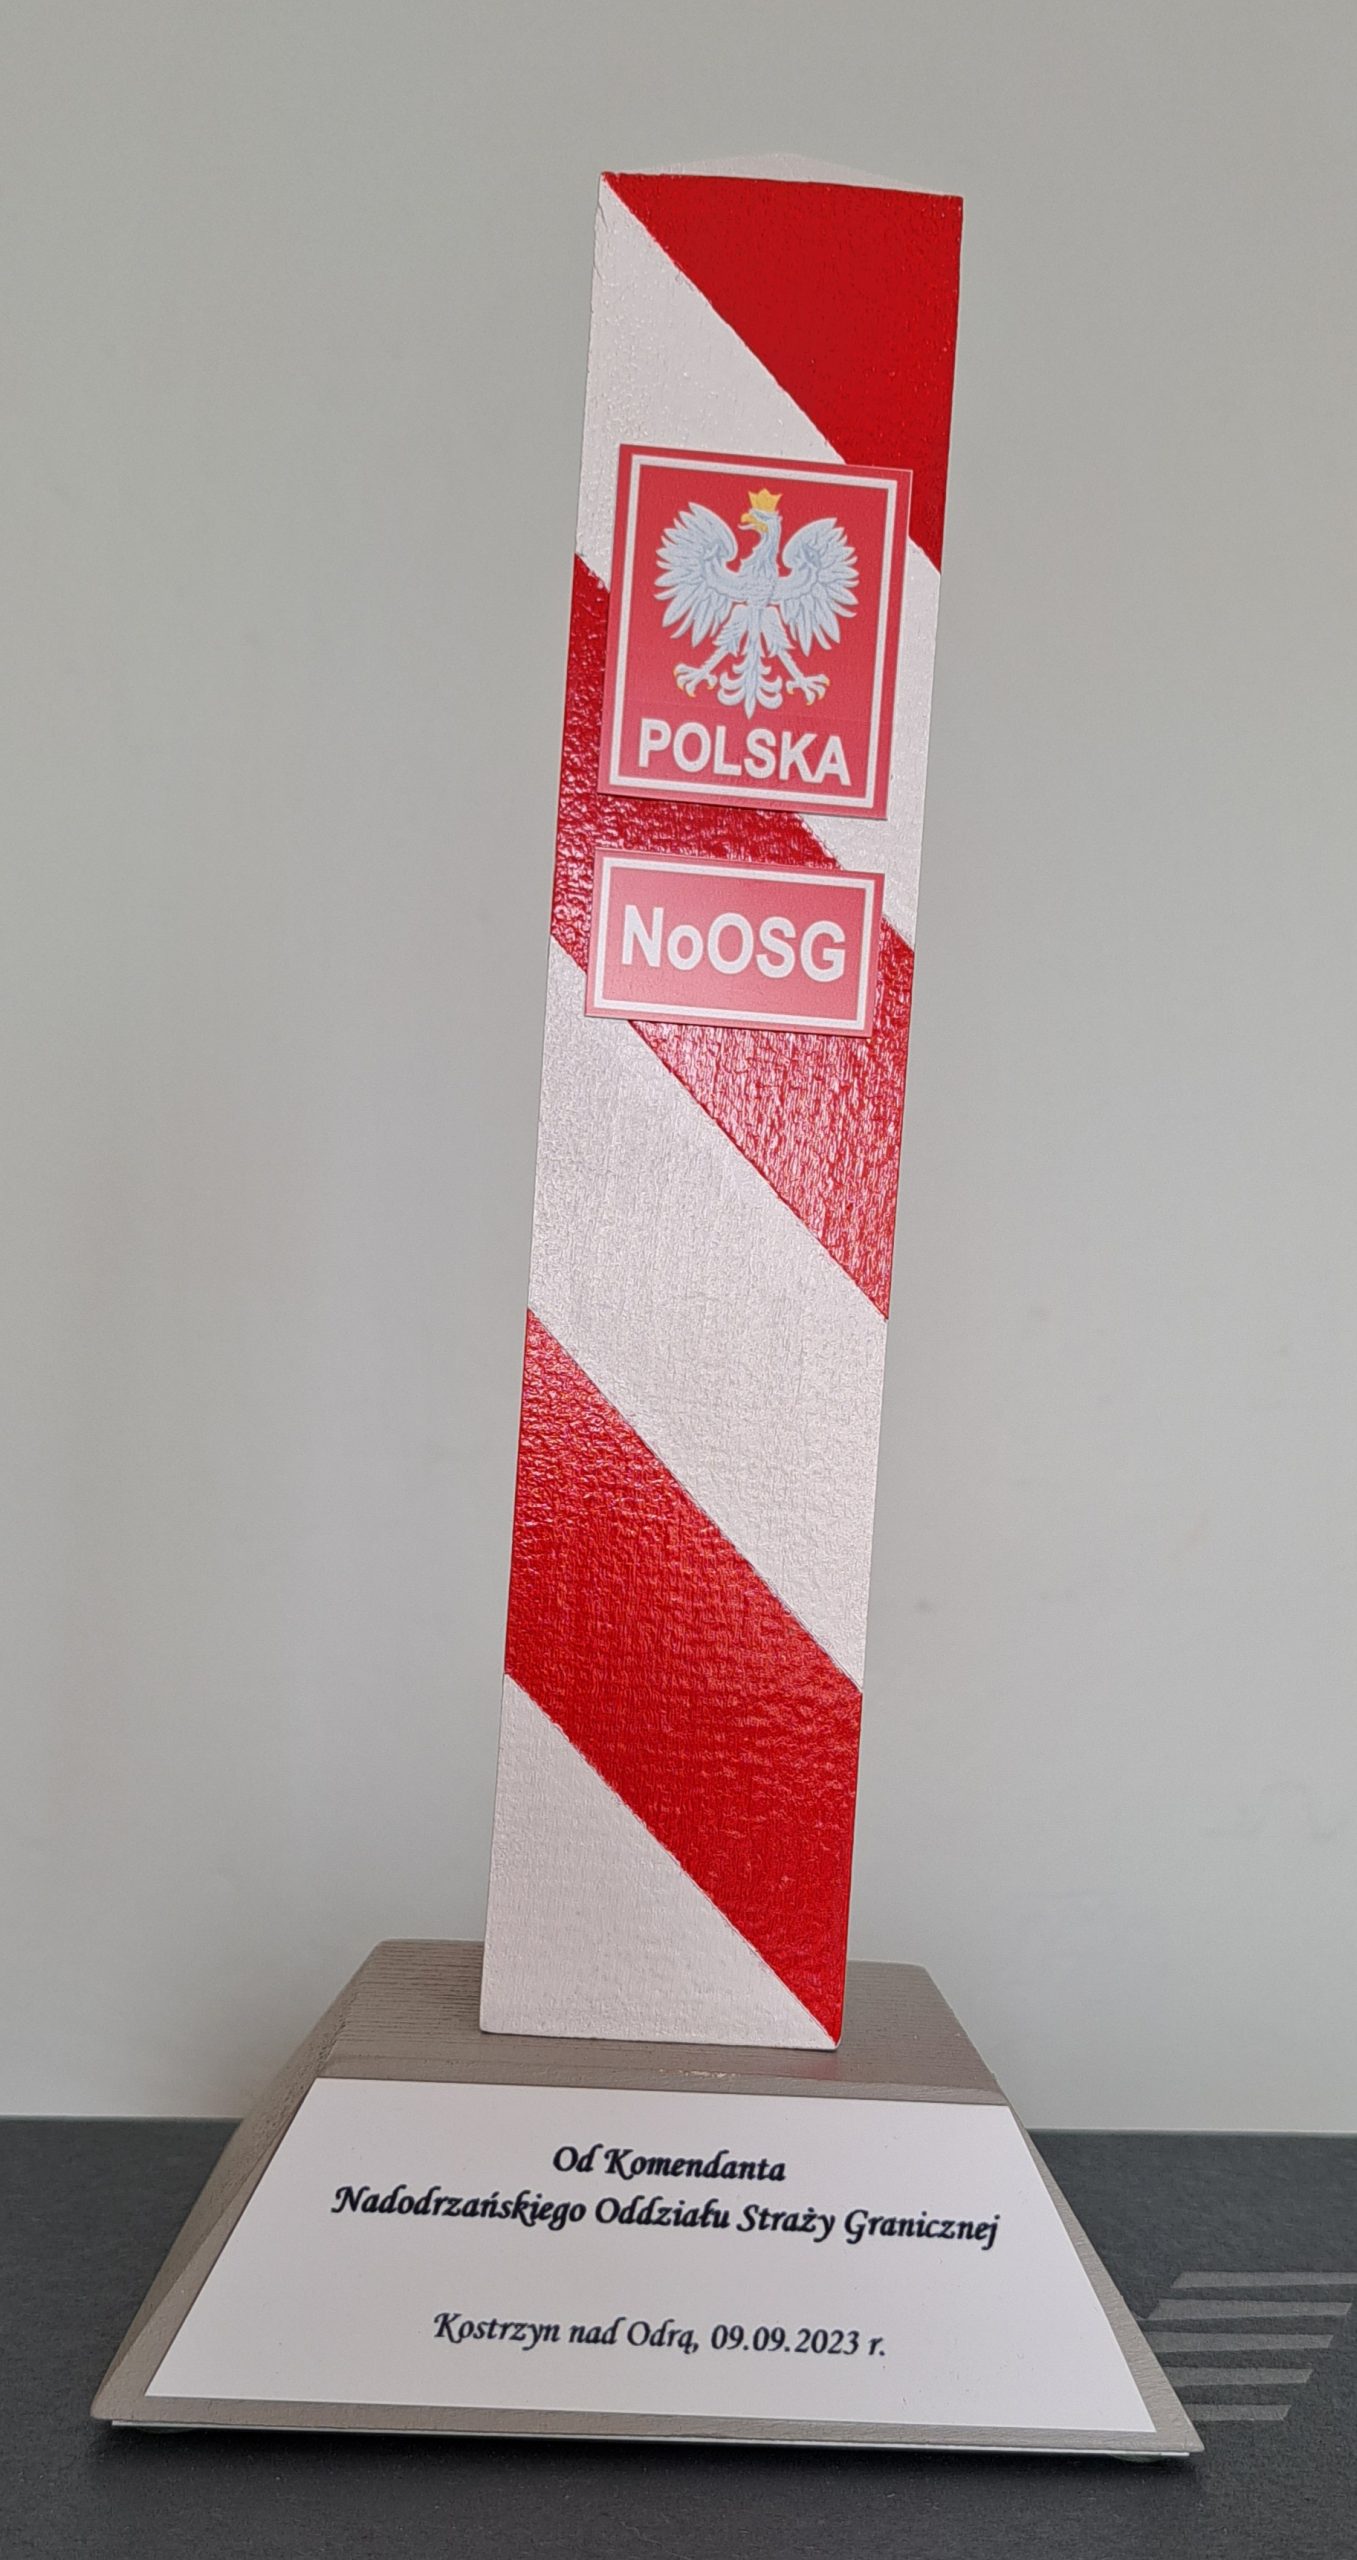 POLSKA
NoOSG
Od Komendanta
Nadodrzańskiego Oddziału Straży Granicznej
Kostrzyn nad Odrą, 09.09.2023 r.